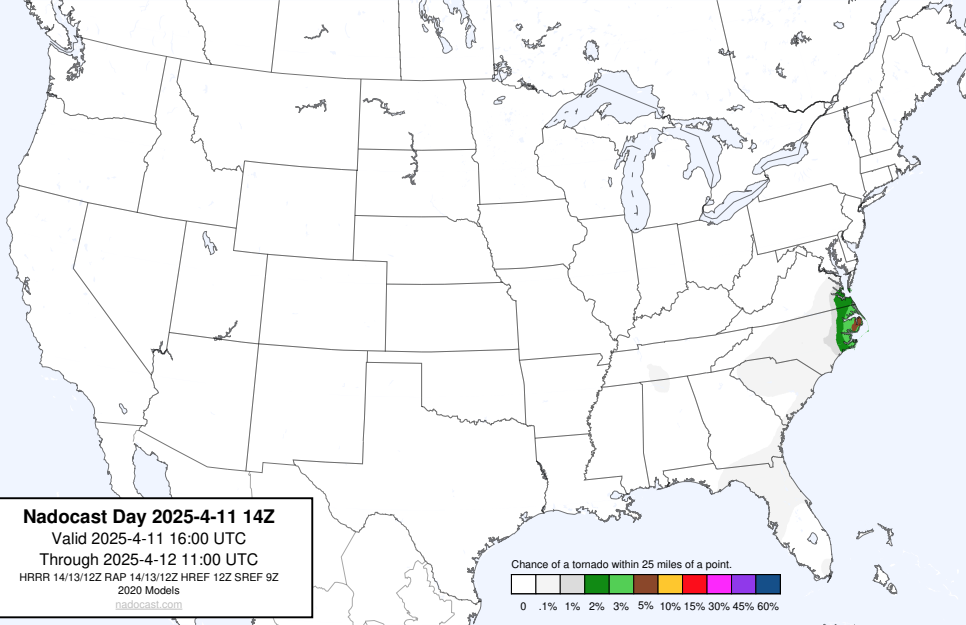 Nadocast Day 2025-4-11 14Z
Valid 2025-4-11 16:00 UTC
Through 2025-4-12 11:00 UTC
HRRR 14/13/12Z RAP 14/13/12Z HREF 12Z SREF 9Z
2020 Models
nadocast.com
Chance of a tornado within 25 miles of a point.
0 .1% 1% 2% 3% 5% 10% 15% 30% 45% 60%